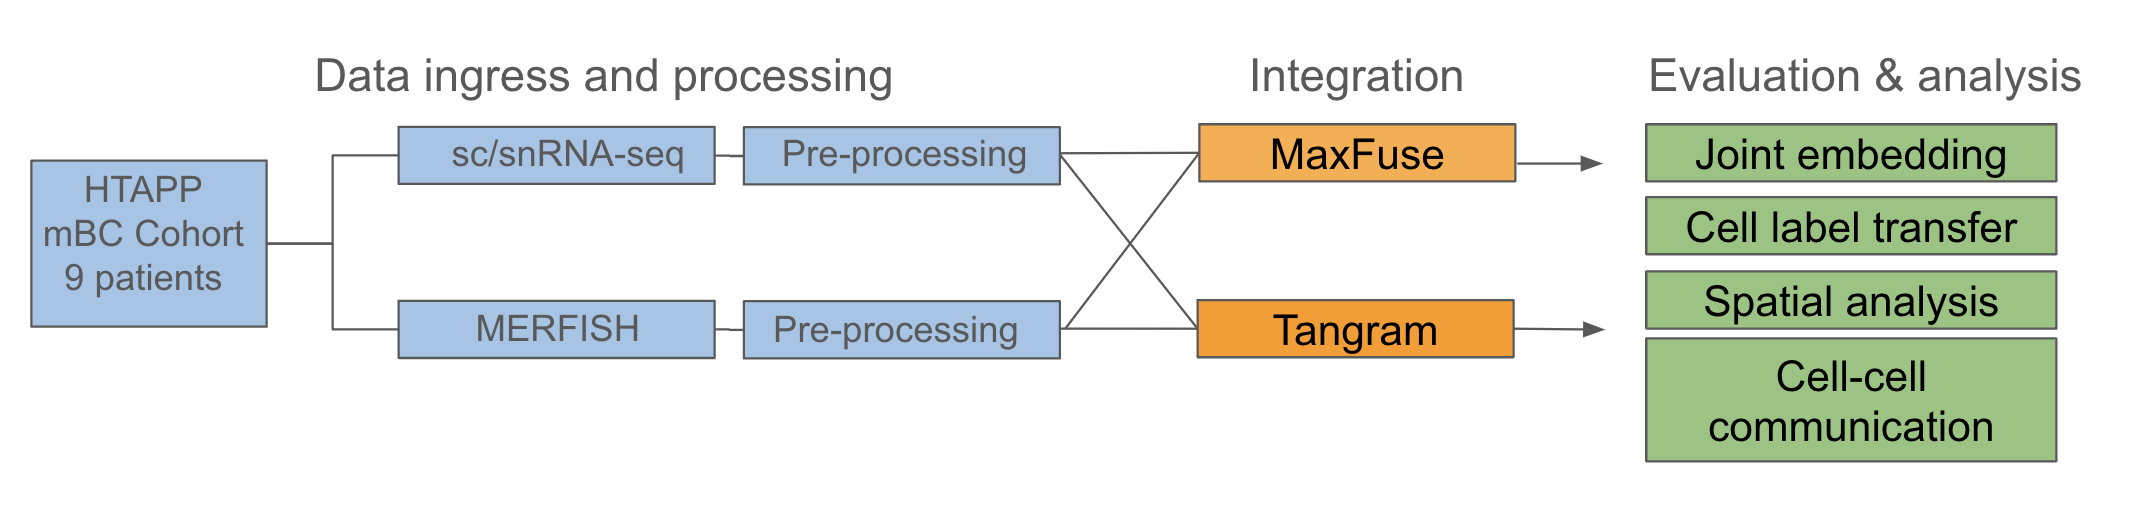 Data ingress and processing
Integration
Evaluation & analysis
HTAPP
mBC Cohort
9 patients
sc/snRNA-seq
Pre-processing
MERFISH
Pre-processing
MaxFuse
Tangram
Joint embedding
Cell label transfer
Spatial analysis
Cell-cell
communication